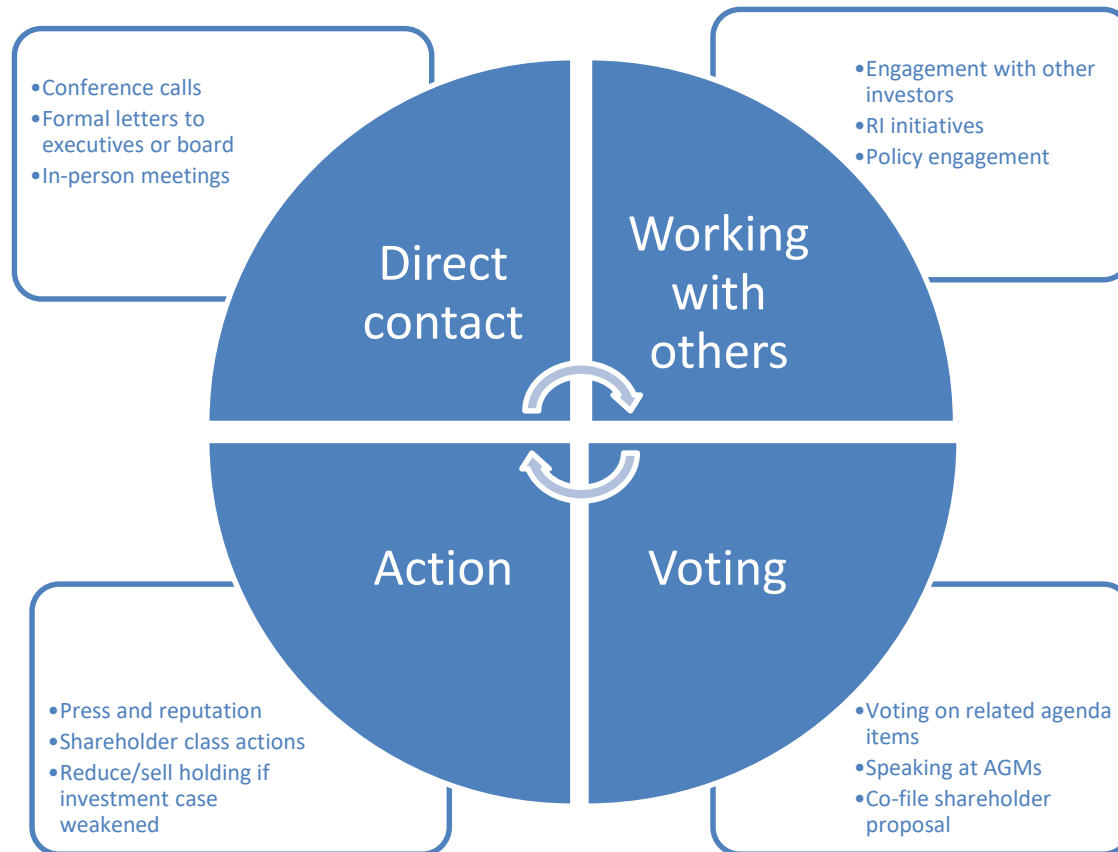 •Conference calls
•Formal letters to
executives or board
•In-person meetings
•Engagement with other
investors
•RI initiatives
•Policy engagement
Direct
contact
Working
with
others
Action
Voting
•Press and reputation
•Shareholder class actions
•Reduce/sell holding if
investment case
weakened
•Voting on related agenda
items
•Speaking at AGMs
•Co-file shareholder
proposal